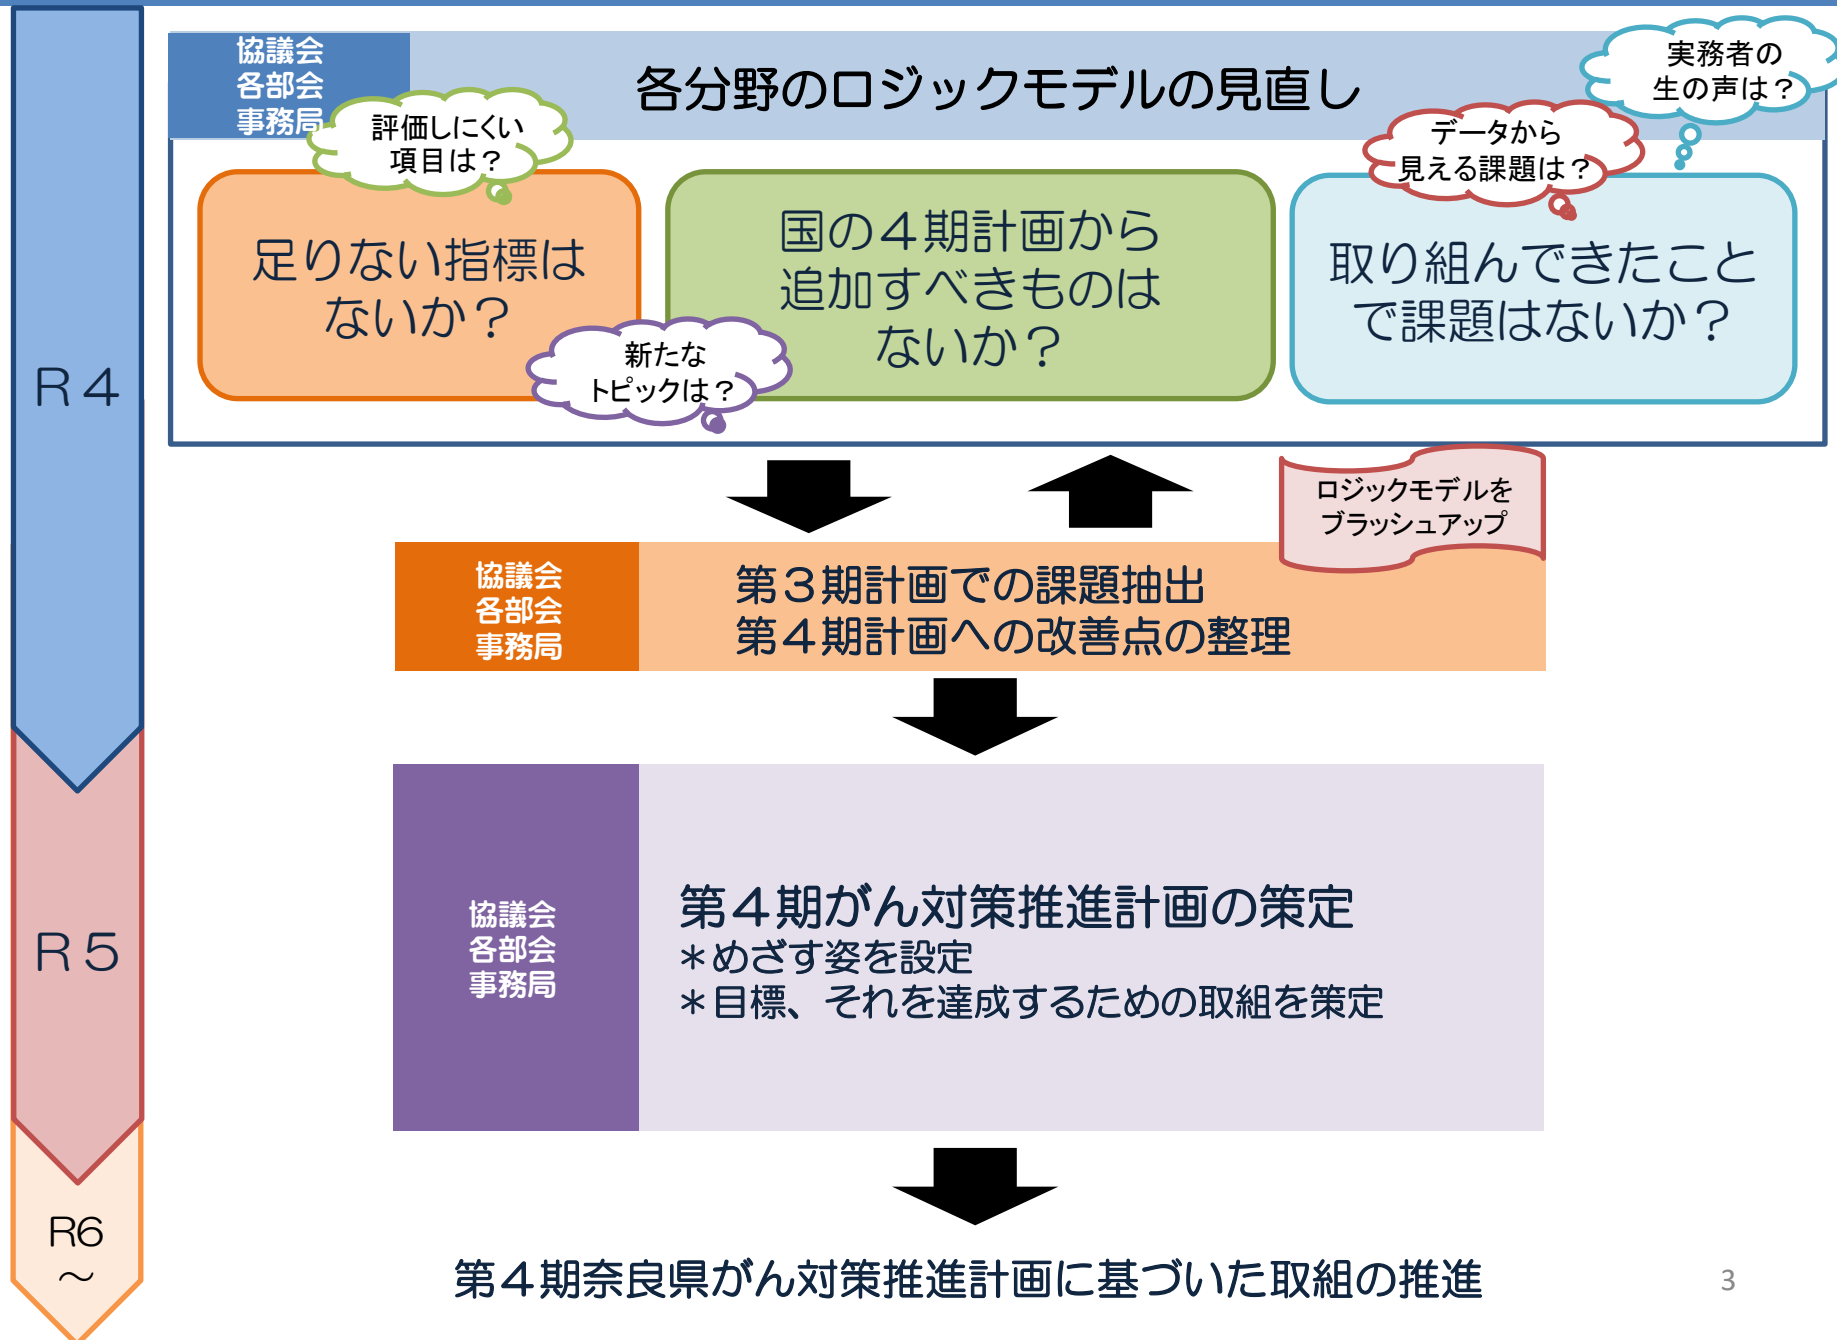 R４
R５
R6
～
協議会
各部会
事務局
各分野のロジックモデルの見直し
実務者の
生の声は？
評価しにくい
項目は？
データから
見える課題は？
足りない指標は
ないか？
国の４期計画から
追加すべきものは
ないか？
取り組んできたこと
で課題はないか？
新たな
トピックは？
ロジックモデルを
ブラッシュアップ
協議会
各部会
事務局
第３期計画での課題抽出
第４期計画への改善点の整理
協議会
各部会
事務局
第４期がん対策推進計画の策定
＊めざす姿を設定
＊目標、それを達成するための取組を策定
第４期奈良県がん対策推進計画に基づいた取組の推進
3